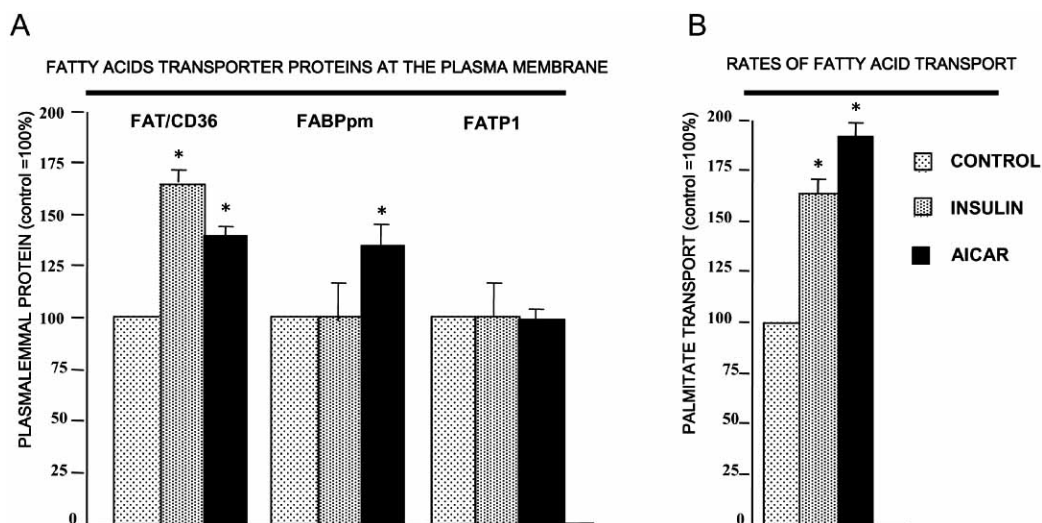 A
FATTY ACIDS TRANSPORTER PROTEINS AT THE PLASMA MEMBRANE
PLASMALEMMAL PROTEIN (control =100%)
200
175
150
125
100
75
50
25
0
FAT/CD36
FABPpm
FATP1
*
*
*
B
RATES OF FATTY ACID TRANSPORT
PALMITATE TRANSPORT (control =100%)
200
175
150
125
100
75
50
25
0
*
*
CONTROL
INSULIN
AICAR